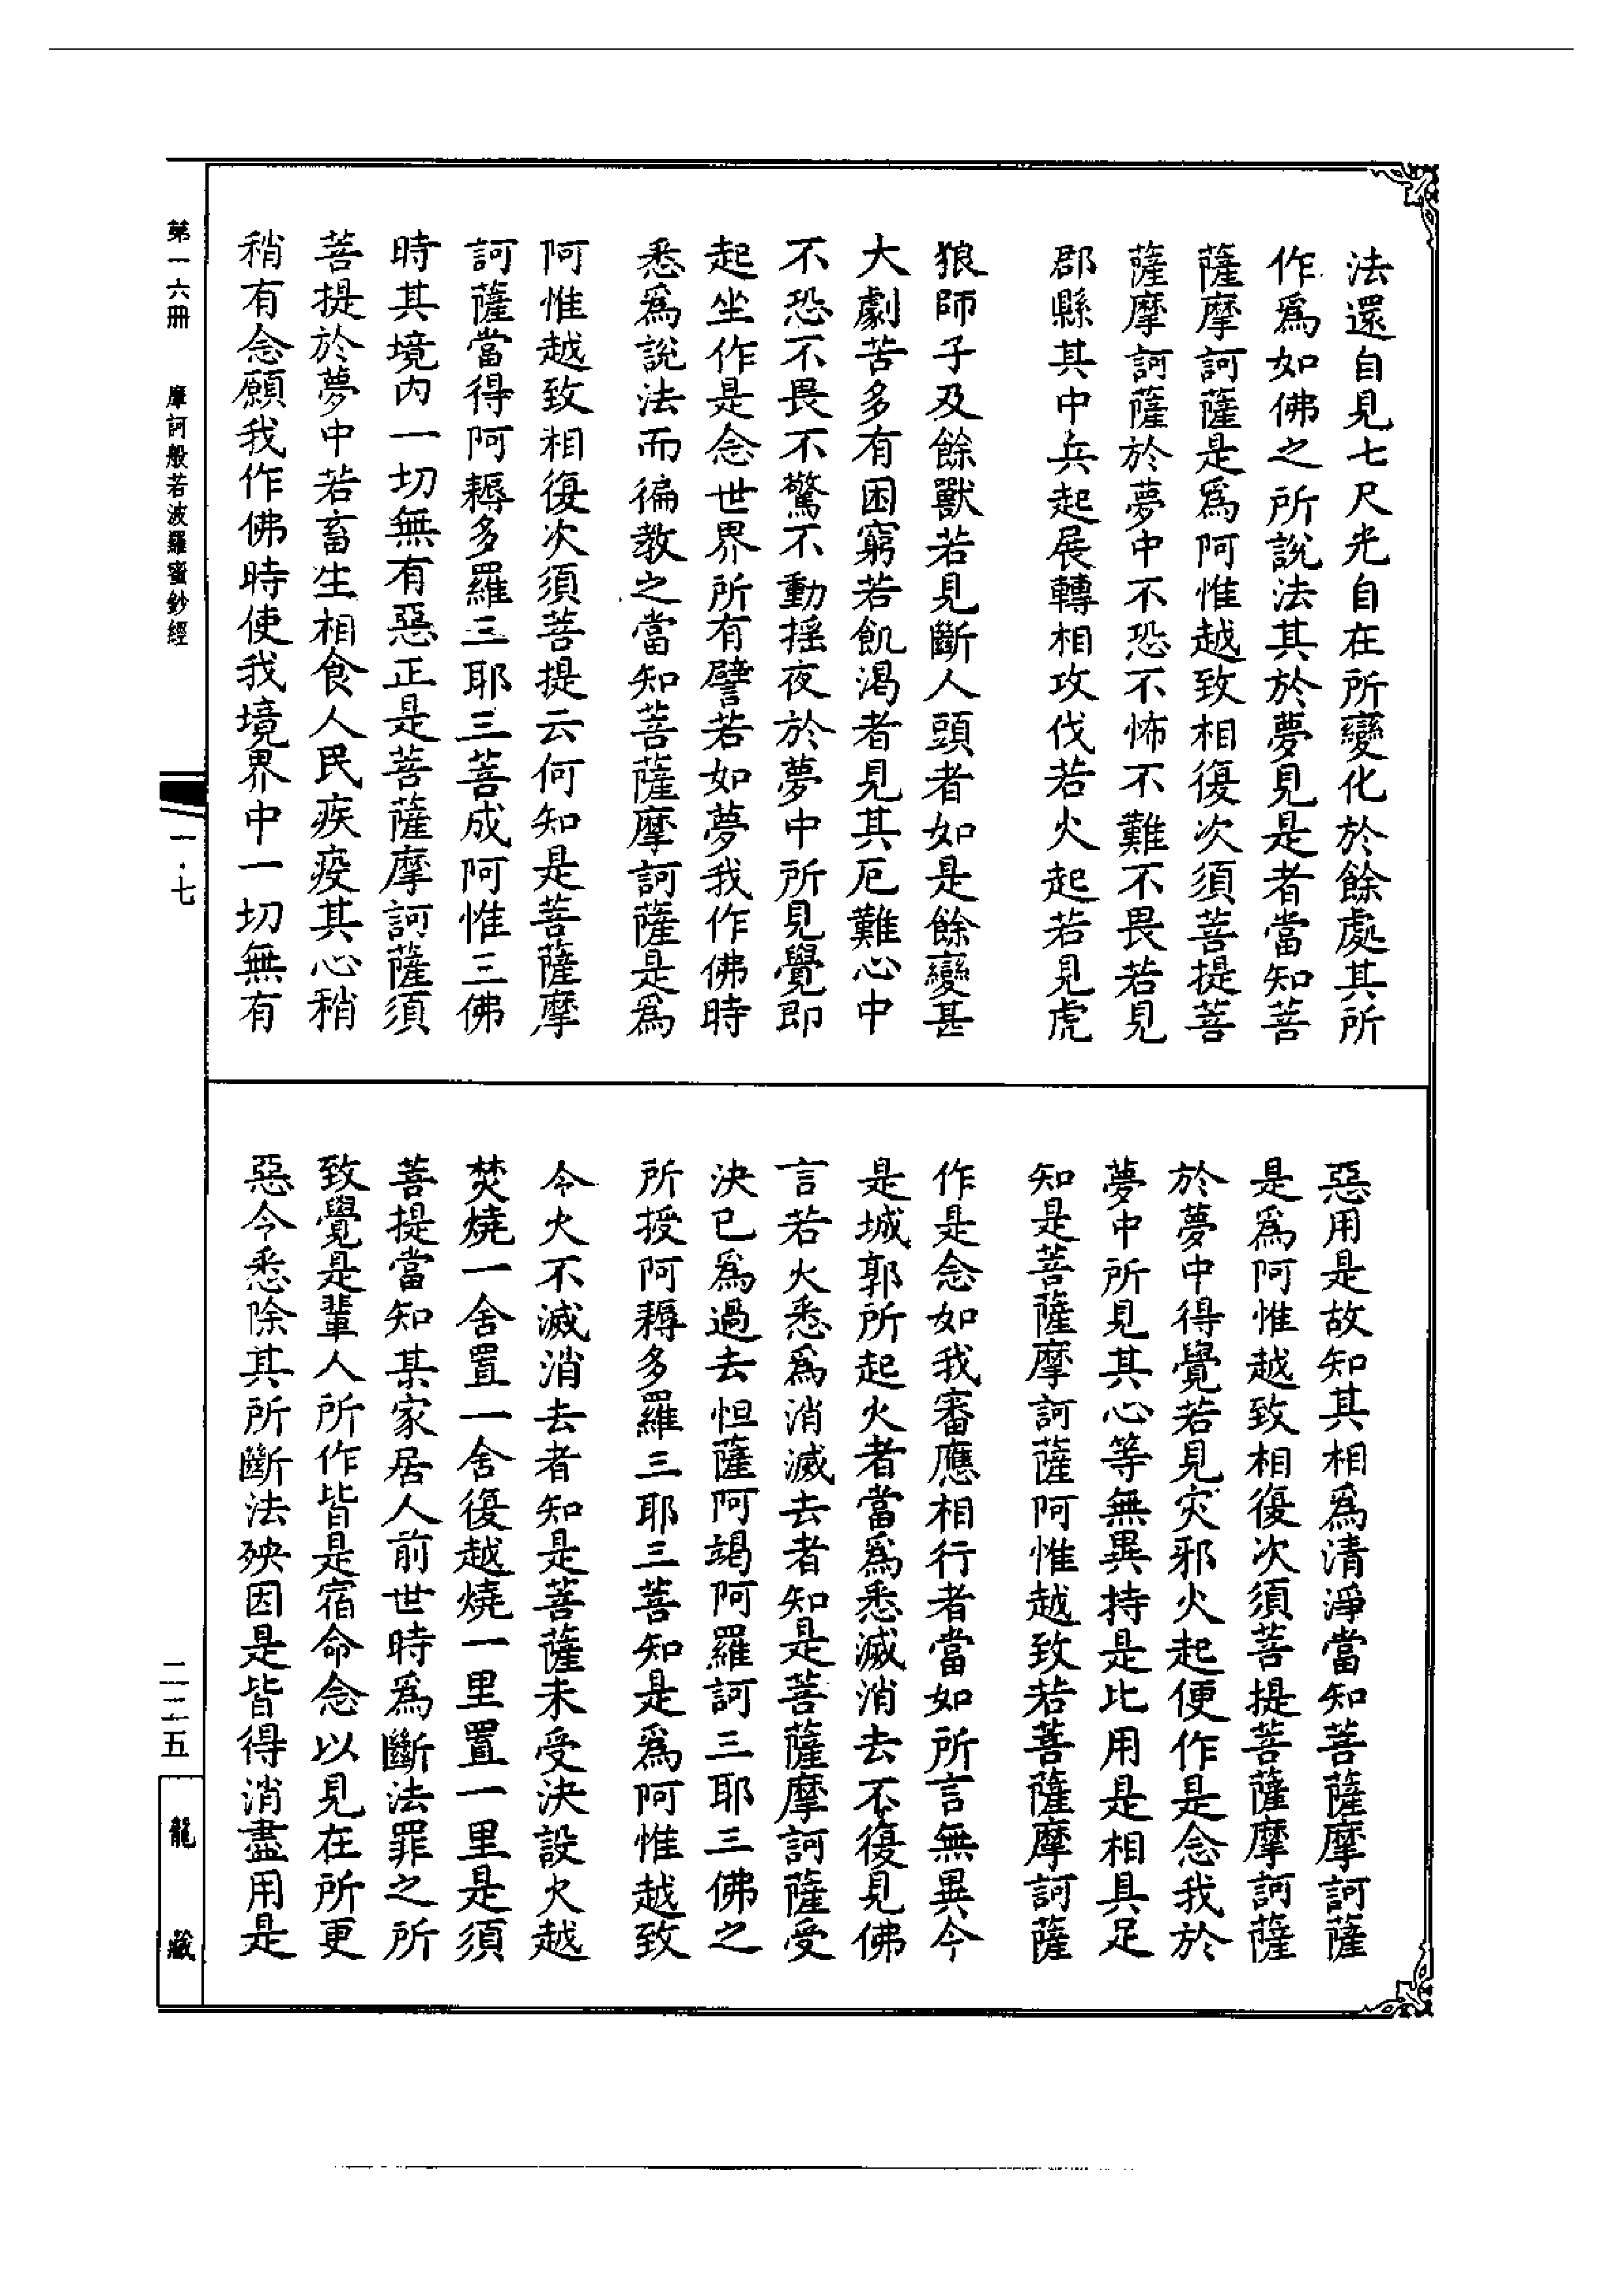 法還自見七尺光自在所變化於餘處其所
作爲如佛之所說法其於夢見是者當知菩
薩摩訶薩是爲阿惟越致相復次須菩提菩
薩摩訶薩於夢中不恐不怖不難不畏若見
郡縣其中兵起展轉相攻伐若火起若見虎
狼師子及餘獸若見斷人頭者如是餘變甚
大劇苦多有困窮若飢渴者見其厄難心中
不恐不畏不驚不動揺夜於夢中所見覺即
起坐作是念世界所有譬若如夢我作佛時
悉爲說法而徧教之當知菩薩摩訶薩是爲
阿惟越致相復次須菩提云何知是菩薩摩
訶薩當得阿耨多羅三耶三菩成阿惟三佛
時其境内一切無有惡正是菩薩摩訶薩須
菩提於夢中若畜生相食人民疾疫其心稍
稍有念願我作佛時使我境界中一切無有
惡用是故知其相爲清淨當知菩薩摩訶薩
是爲阿惟越致相復次須菩提菩薩摩訶薩
於夢中得覺若見灾邪火起便作是念我於
夢中所見其心等無異持是比用是相具足
知是菩薩摩訶薩阿惟越致若菩薩摩訶薩
作是念如我審應相行者當如所言無異今
是城郭所起火者當爲悉滅消去不復見佛
言若火悉爲消滅去者知是菩薩摩訶薩受
決已爲過去怛薩阿竭阿羅訶三耶三佛之
所授阿耨多羅三耶三菩知是爲阿惟越致
今火不滅消去者知是菩薩未受決設火越
焚燒一舍置一舍復越燒一里置一里是須
菩提當知某家居人前世時爲斷法罪之所
致覺是輩人所作皆是宿命念以見在所更
惡今悉除其所斷法殃因是皆得消盡用是
第一六冊 摩訶般若波羅蜜鈔經
一·七
二二五
龍藏